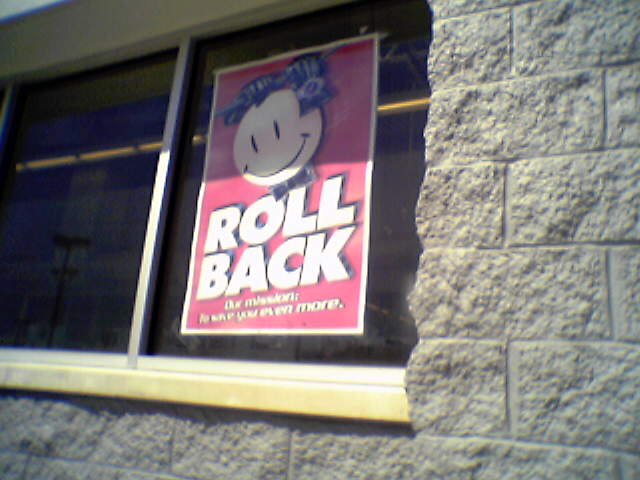 ROLL
BACK
Our mission:
To save you even more.